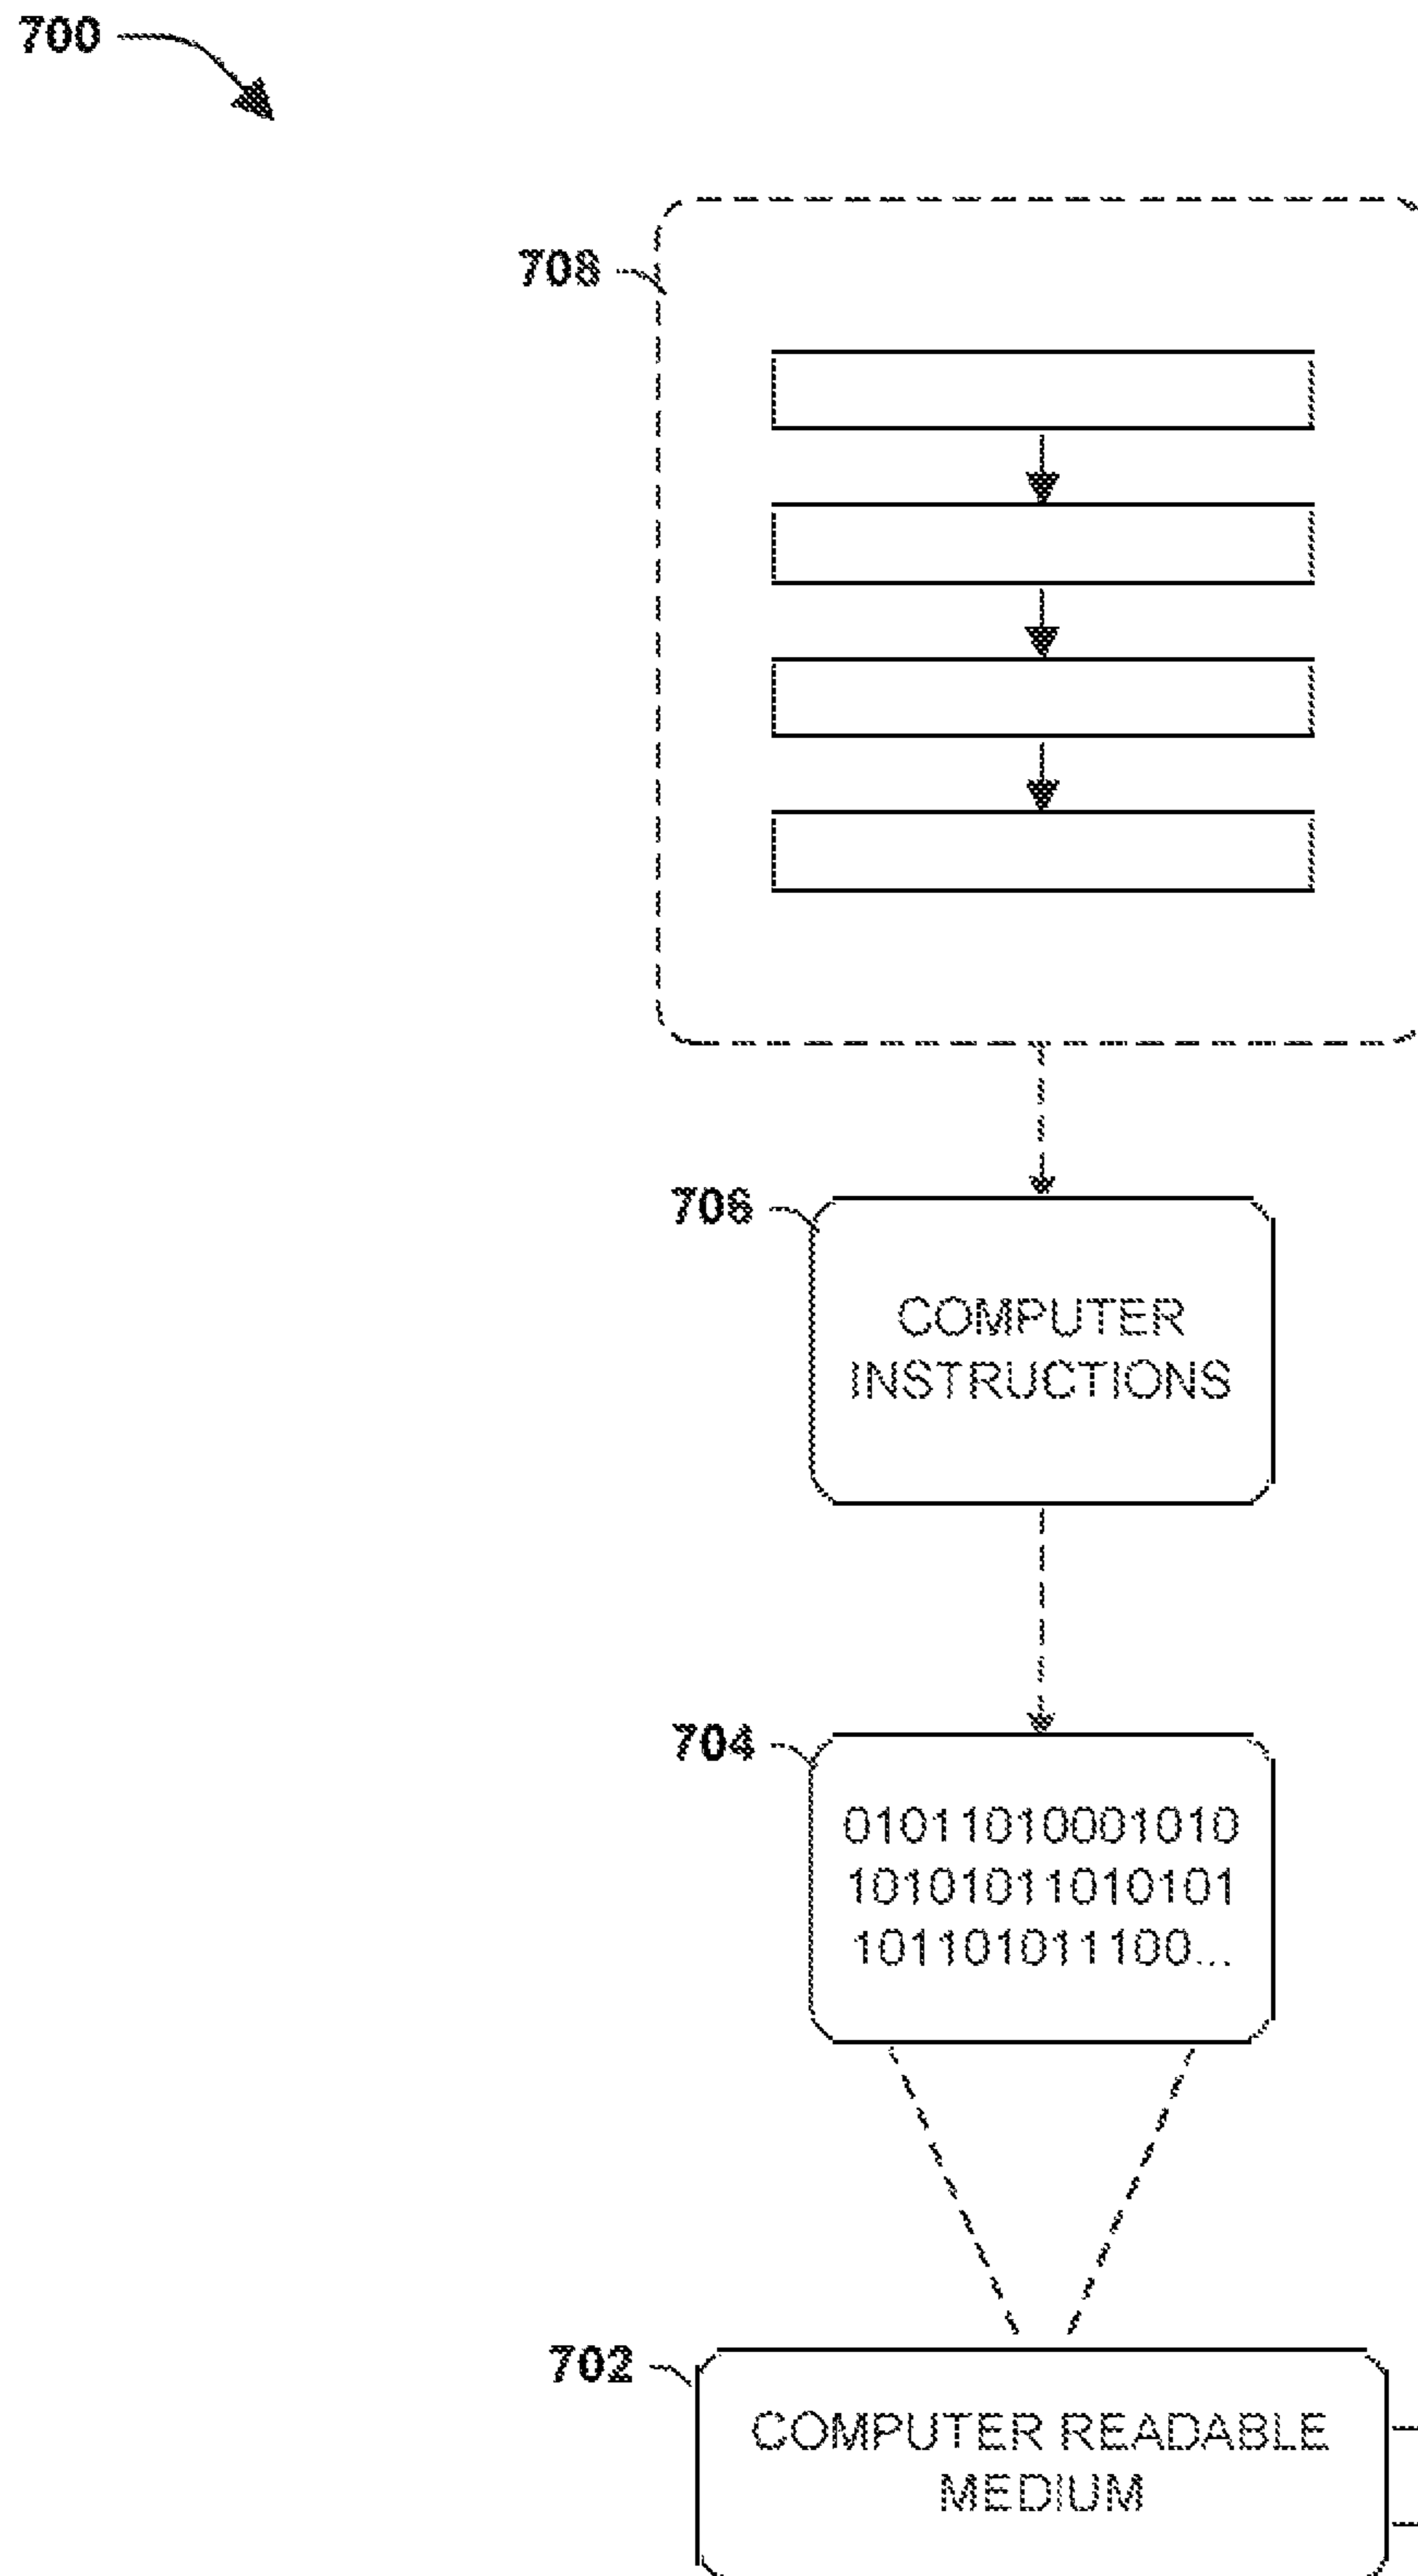 700
708
706
COMPUTER
INSTRUCTIONS
704
01011010001010
10101011010101
101101011100...
702
COMPUTER READABLE
MEDIUM